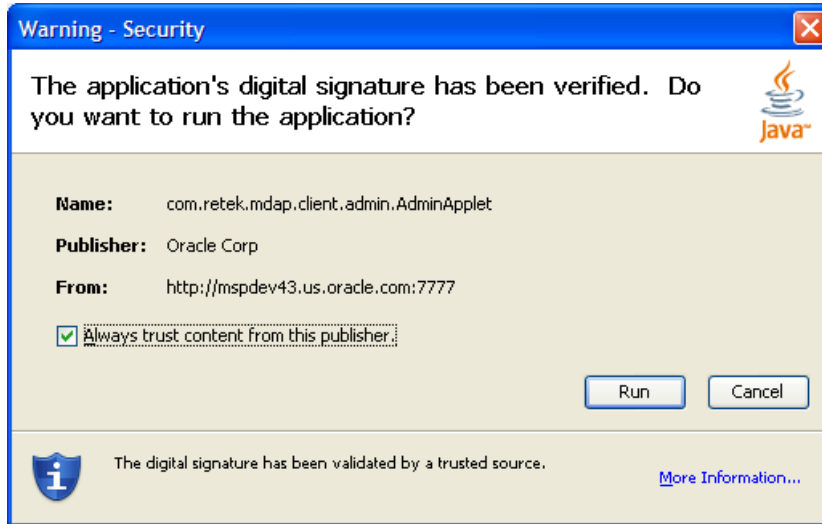 Warning - Security
The application's digital signature has been verified.  Do
you want to run the application?
Java™
Name: com.retek.mdap.client.admin.AdminApplet
Publisher: Oracle Corp
From: http://mspdev43.us.oracle.com:7777
Always trust content from this publisher.
Run Cancel
The digital signature has been validated by a trusted source.
More Information...